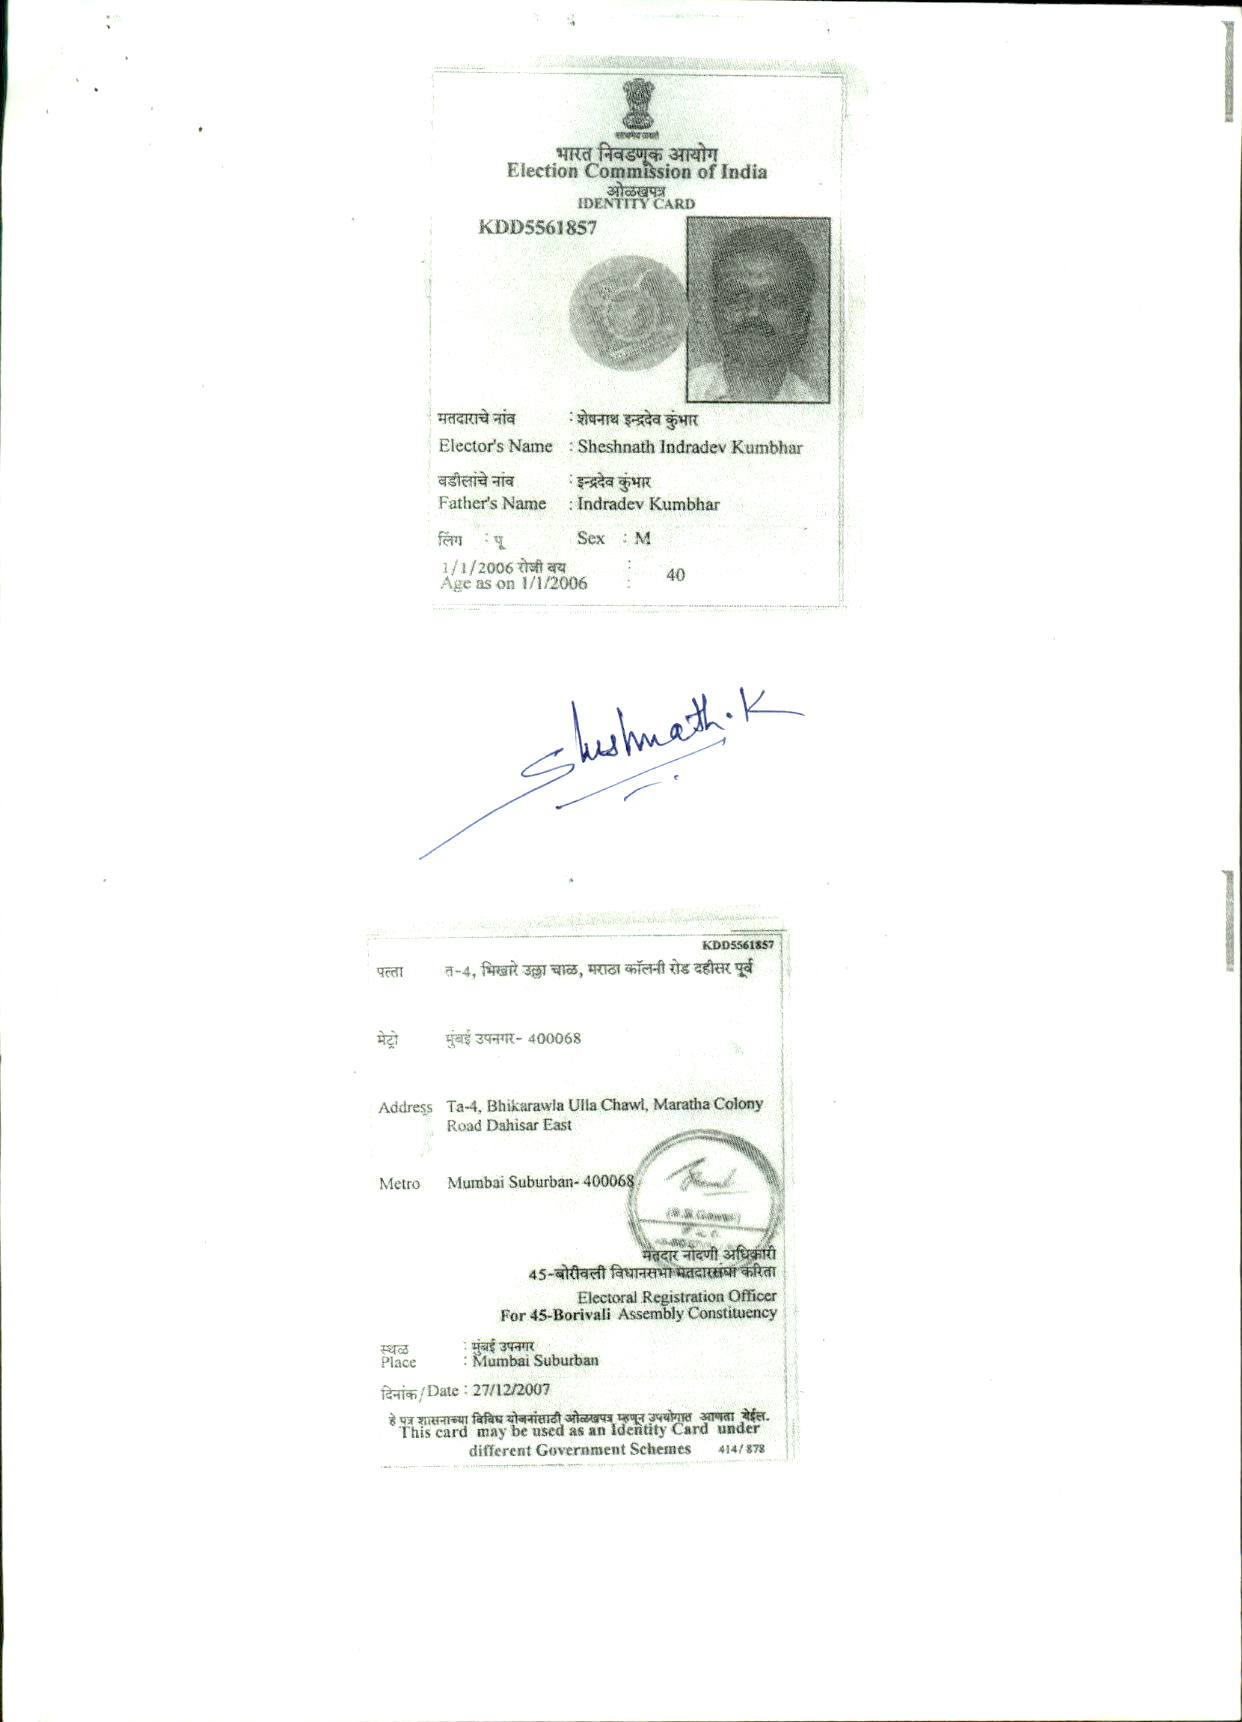 सत्यमेव जयते
भारत निवडणूक आयोग
Election Commission of India
ओळखपत्र
IDENTITY CARD
KDD5561857
मतदाराचे नांव : शेषनाथ इन्द्रदेव कुंभार
Elector's Name : Sheshnath Indradev Kumbhar
वडीलांचे नांव : इन्द्रदेव कुंभार
Father's Name : Indradev Kumbhar
लिंग : पू Sex : M
1/1/2006 रोजी वय :
Age as on 1/1/2006 : 40
Sheshnath.K
KDD5561857
पत्ता त-4, भिखारे उल्ला चाळ, मराठा कॉलनी रोड दहीसर पूर्व
मेट्रो मुंबई उपनगर- 400068
Address Ta-4, Bhikarawla Ulla Chawl, Maratha Colony
Road Dahisar East
Metro Mumbai Suburban- 400068
मतदार नोंदणी अधिकारी
45-बोरीवली विधानसभा मतदारसंघा करिता
Electoral Registration Officer
For 45-Borivali Assembly Constituency
स्थळ : मुंबई उपनगर
Place : Mumbai Suburban
दिनांक/Date : 27/12/2007
हे पत्र शासनाच्या विविध योजनांसाठी ओळखपत्र म्हणून उपयोगात आणता येईल.
This card may be used as an Identity Card under
different Government Schemes 414/878